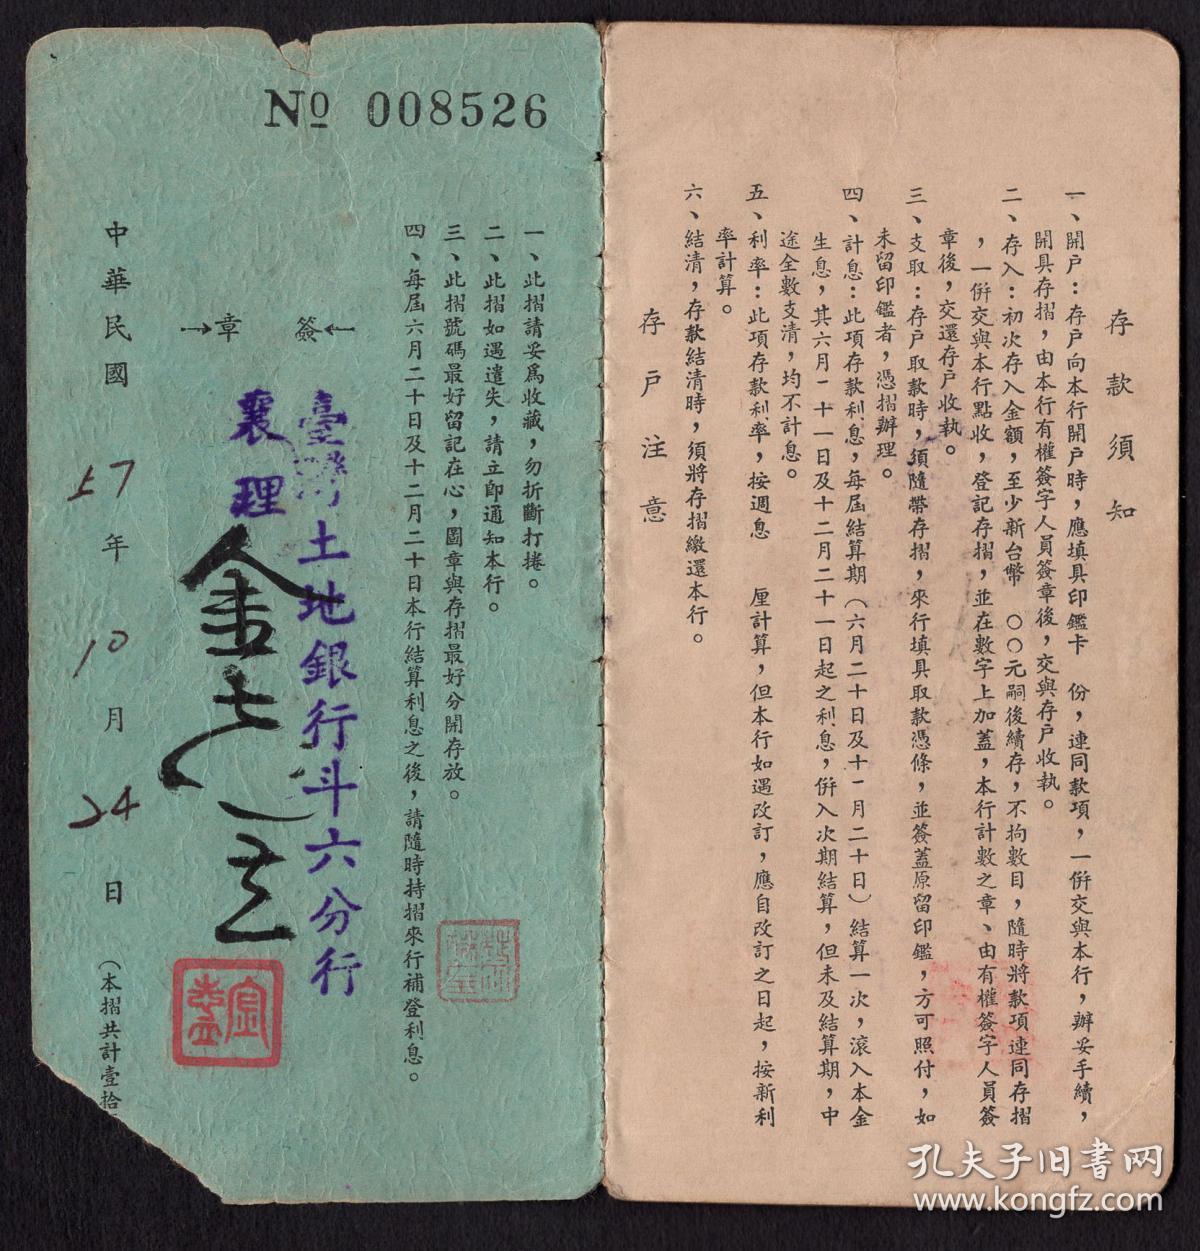 存款須知
一、開戶：存戶向本行開戶時，應填具印鑑卡　份，連同款項，一併交與本行，辦妥手續，
開具存摺，由本行有權簽字人員簽章後，交與存戶收執。
二、存入：初次存入金額，至少新台幣　〇〇元嗣後續存，不拘數目，隨時將款項連同存摺
，一併交與本行點收，登記存摺，並在數字上加蓋，本行計數之章、由有權簽字人員簽
章後，交還存戶收執。
三、支取：存戶取款時，須隨帶存摺，來行填具取款憑條，並簽蓋原留印鑑，方可照付，如
未留印鑑者，憑摺辦理。
四、計息：此項存款利息，每屆結算期（六月二十日及十一月二十日）結算一次，滾入本金
生息，其六月二十一日及十二月二十一日起之利息，併入次期結算，但未及結算期，中
途全數支清，均不計息。
五、利率：此項存款利率，按週息　厘計算，但本行如遇改訂，應自改訂之日起，按新利
率計算。
六、結清，存款結清時，須將存摺繳還本行。
存戶注意
№ 008526
一、此摺請妥為收藏，勿折斷打捲。
二、此摺如遇遺失，請立即通知本行。
三、此摺號碼最好留記在心，圖章與存摺最好分開存放。
四、每屆六月二十日及十二月二十日本行結算利息之後，請隨時持摺來行補登利息。
←簽　章→
臺灣土地銀行斗六分行
襄理
中華民國 57 年 10 月 24 日
（本摺共計壹拾
孔夫子旧书网
www.kongfz.com